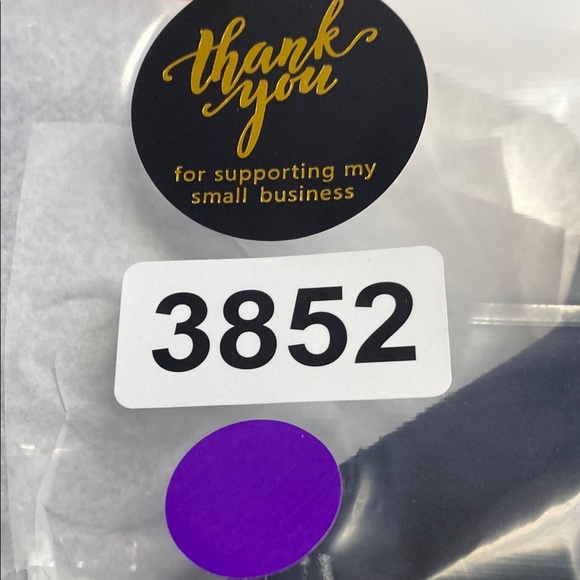 thank
you
for supporting my
small business
3852